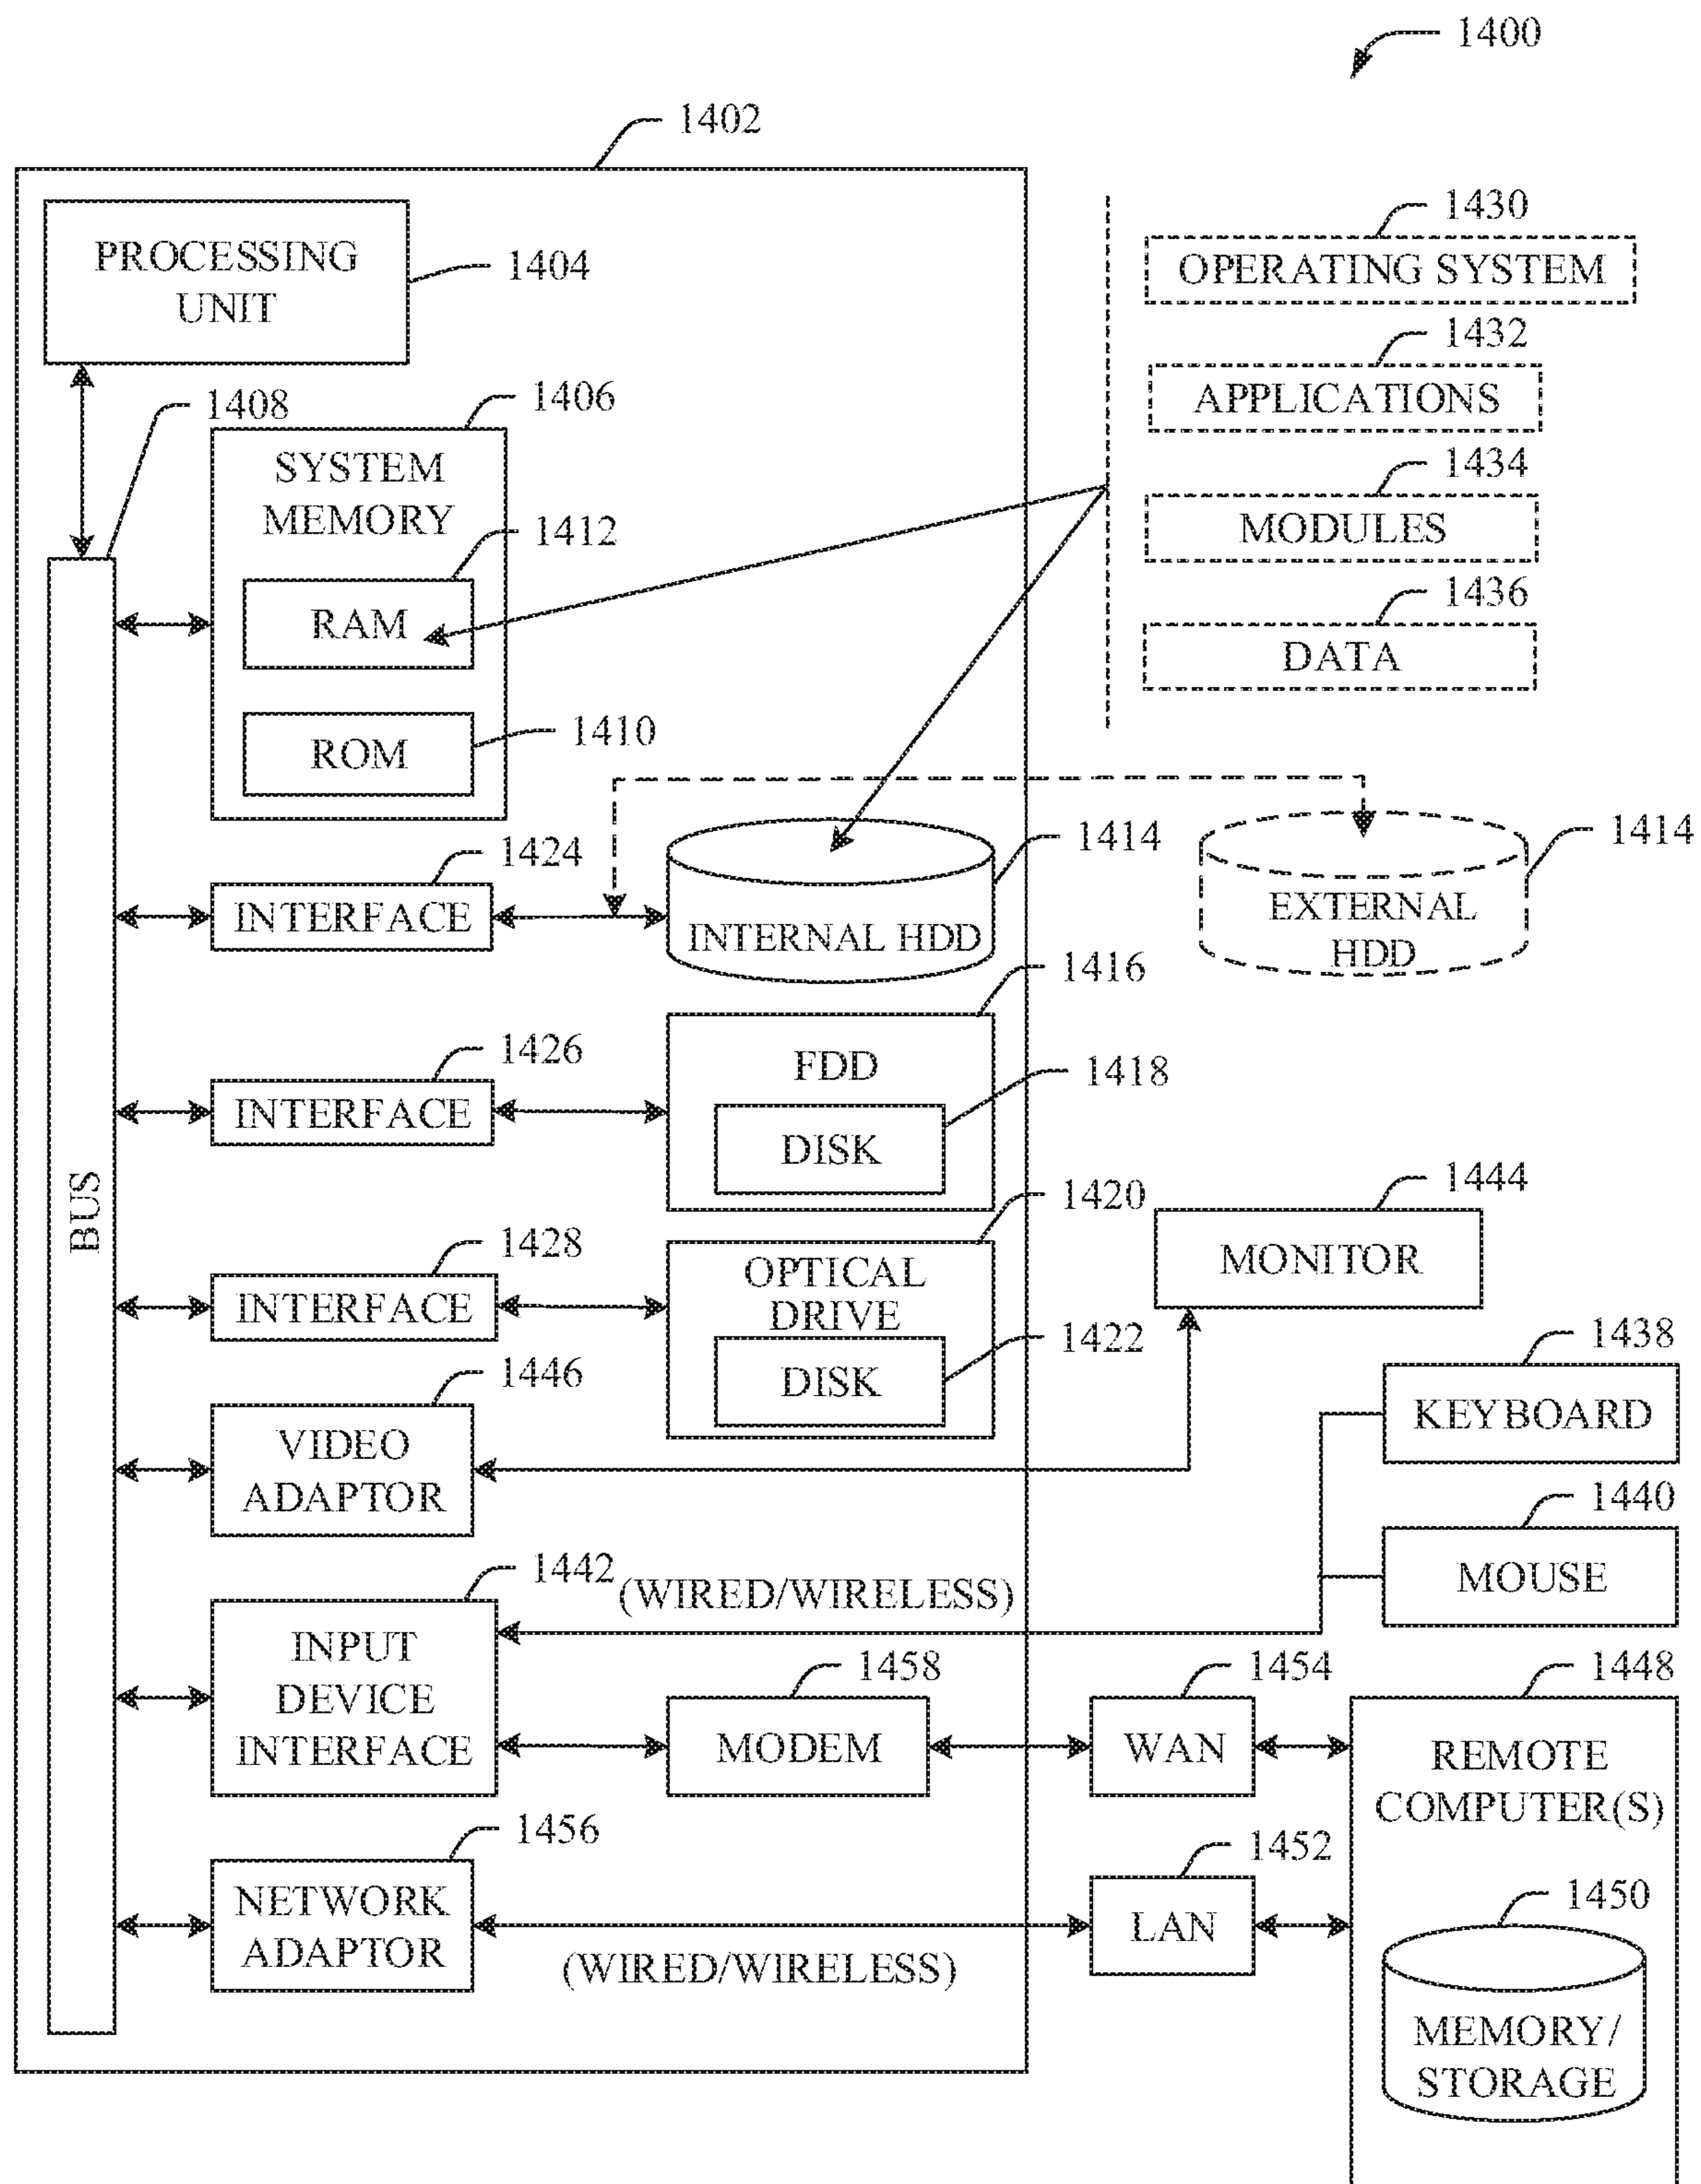 1400
1402
PROCESSING
UNIT
1404
1430
OPERATING SYSTEM
1432
APPLICATIONS
1434
MODULES
1436
DATA
1408
1406
SYSTEM
MEMORY
1412
RAM
1410
ROM
1424
INTERFACE
1414
INTERNAL HDD
1414
EXTERNAL
HDD
1416
FDD
1426
INTERFACE
1418
DISK
BUS
1420
OPTICAL
DRIVE
1428
INTERFACE
1422
DISK
1444
MONITOR
1446
VIDEO
ADAPTOR
1438
KEYBOARD
1440
MOUSE
1442
(WIRED/WIRELESS)
INPUT
DEVICE
INTERFACE
1458
MODEM
1454
WAN
1448
REMOTE
COMPUTER(S)
1456
NETWORK
ADAPTOR
(WIRED/WIRELESS)
1452
LAN
1450
MEMORY/
STORAGE